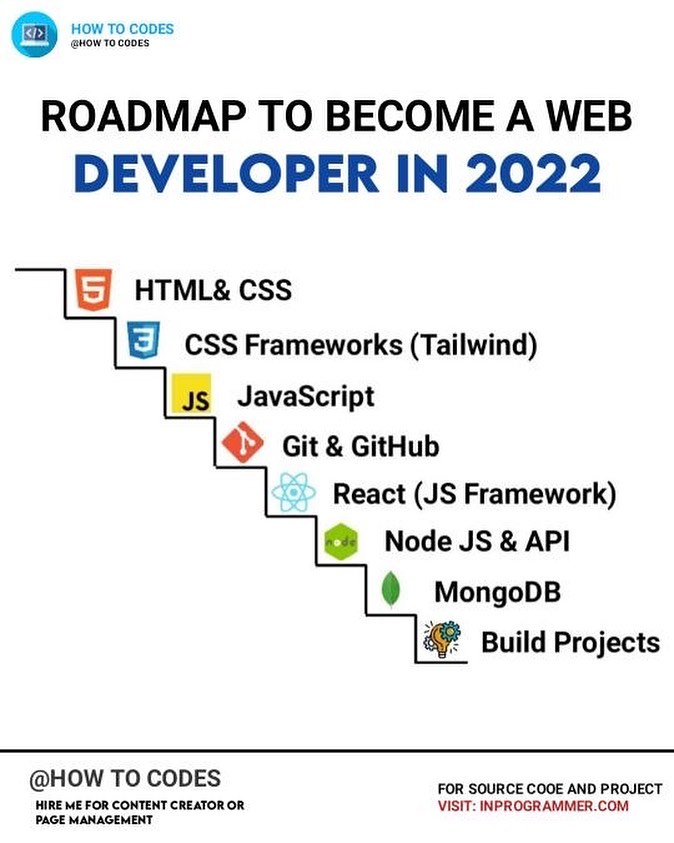 HOW TO CODES
@HOW TO CODES
ROADMAP TO BECOME A WEB
DEVELOPER IN 2022
5 HTML& CSS
3 CSS Frameworks (Tailwind)
JS JavaScript
Git & GitHub
React (JS Framework)
node Node JS & API
MongoDB
Build Projects
@HOW TO CODES
HIRE ME FOR CONTENT CREATOR OR
PAGE MANAGEMENT
FOR SOURCE COOE AND PROJECT
VISIT: INPROGRAMMER.COM